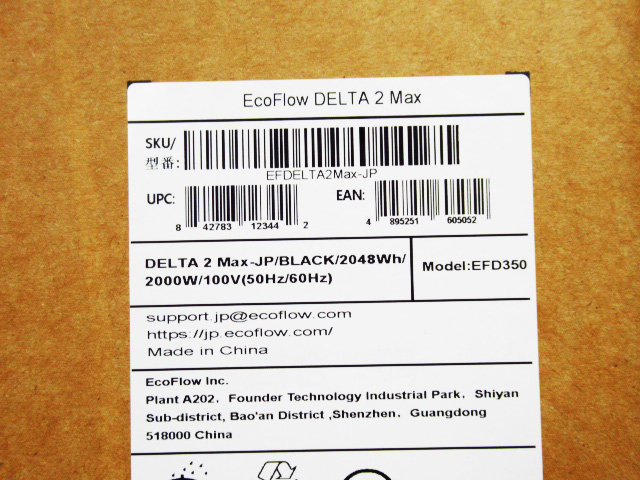 EcoFlow DELTA 2 Max
SKU/
型番:
EFDELTA2Max-JP
UPC:
8 42783 12344 2
EAN:
4 895251 605052
DELTA 2 Max-JP/BLACK/2048Wh/
2000W/100V(50Hz/60Hz)
Model:EFD350
support.jp@ecoflow.com
https://jp.ecoflow.com/
Made in China
EcoFlow Inc.
Plant A202, Founder Technology Industrial Park, Shiyan
Sub-district, Bao'an District ,Shenzhen, Guangdong
518000 China